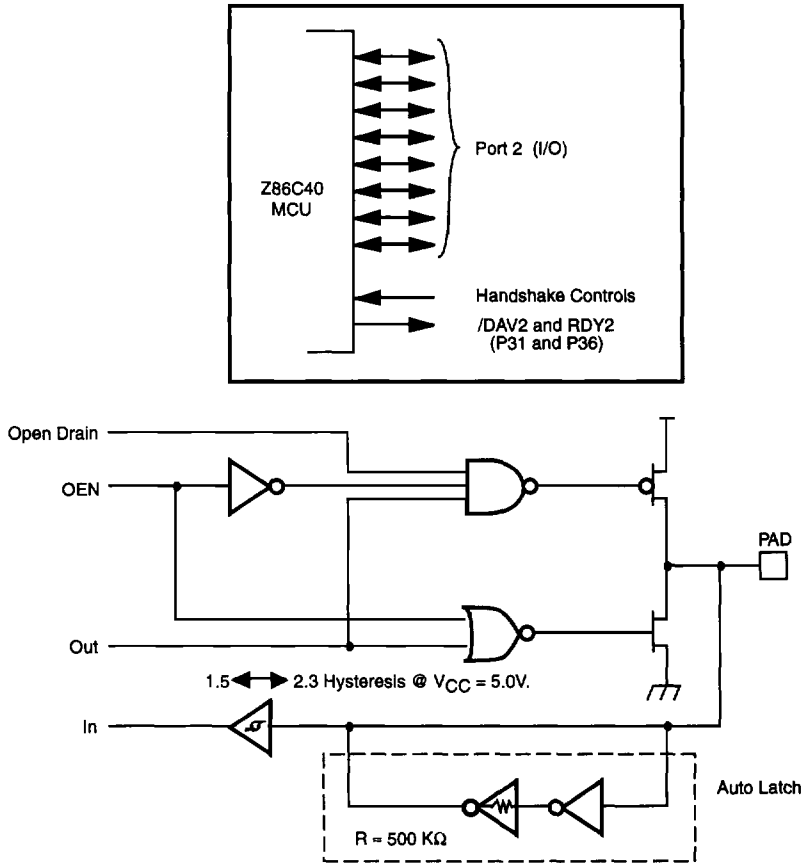 Z86C40
MCU
Port 2 (I/O)
Handshake Controls
/DAV2 and RDY2
(P31 and P36)
Open Drain
OEN
PAD
Out
1.5 2.3 Hysteresis @ VCC = 5.0V.
In
Auto Latch
R = 500 KΩ